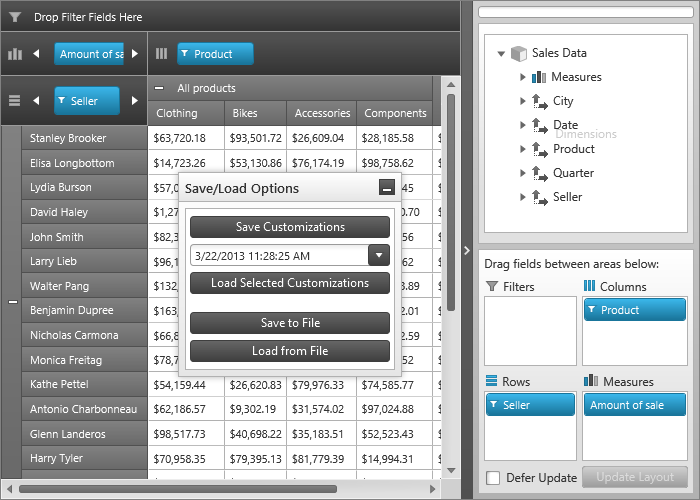 Drop Filter Fields Here
Amount of sa
Product
Seller
All products
Clothing Bikes Accessories Components
Stanley Brooker $63,720.18 $93,501.72 $26,609.04 $28,185.58
Elisa Longbottom $14,723.26 $53,130.86 $76,174.19 $98,758.62
Lydia Burson $57,0 45
David Haley $1,27 0.70
John Smith $82,3 .56
Larry Lieb $96,1
Walter Pang $132, 3.89
Benjamin Dupree $163, 2.01
Nicholas Carmona $66,8 2.59
Monica Freitag $78,7 .52
Kathe Pettel $54,159.44 $26,620.83 $79,976.33 $74,585.77
Antonio Charbonneau $62,186.57 $9,302.19 $31,574.02 $97,024.88
Glenn Landeros $98,517.73 $40,698.22 $35,183.51 $52,523.43
Harry Tyler $70,958.35 $79,395.13 $81,779.39 $14,994.31
Save/Load Options
Save Customizations
3/22/2013 11:28:25 AM
Load Selected Customizations
Save to File
Load from File
Sales Data
Measures
City
Date
Dimensions
Product
Quarter
Seller
Drag fields between areas below:
Filters
Columns
Product
Rows
Measures
Seller
Amount of sale
Defer Update
Update Layout